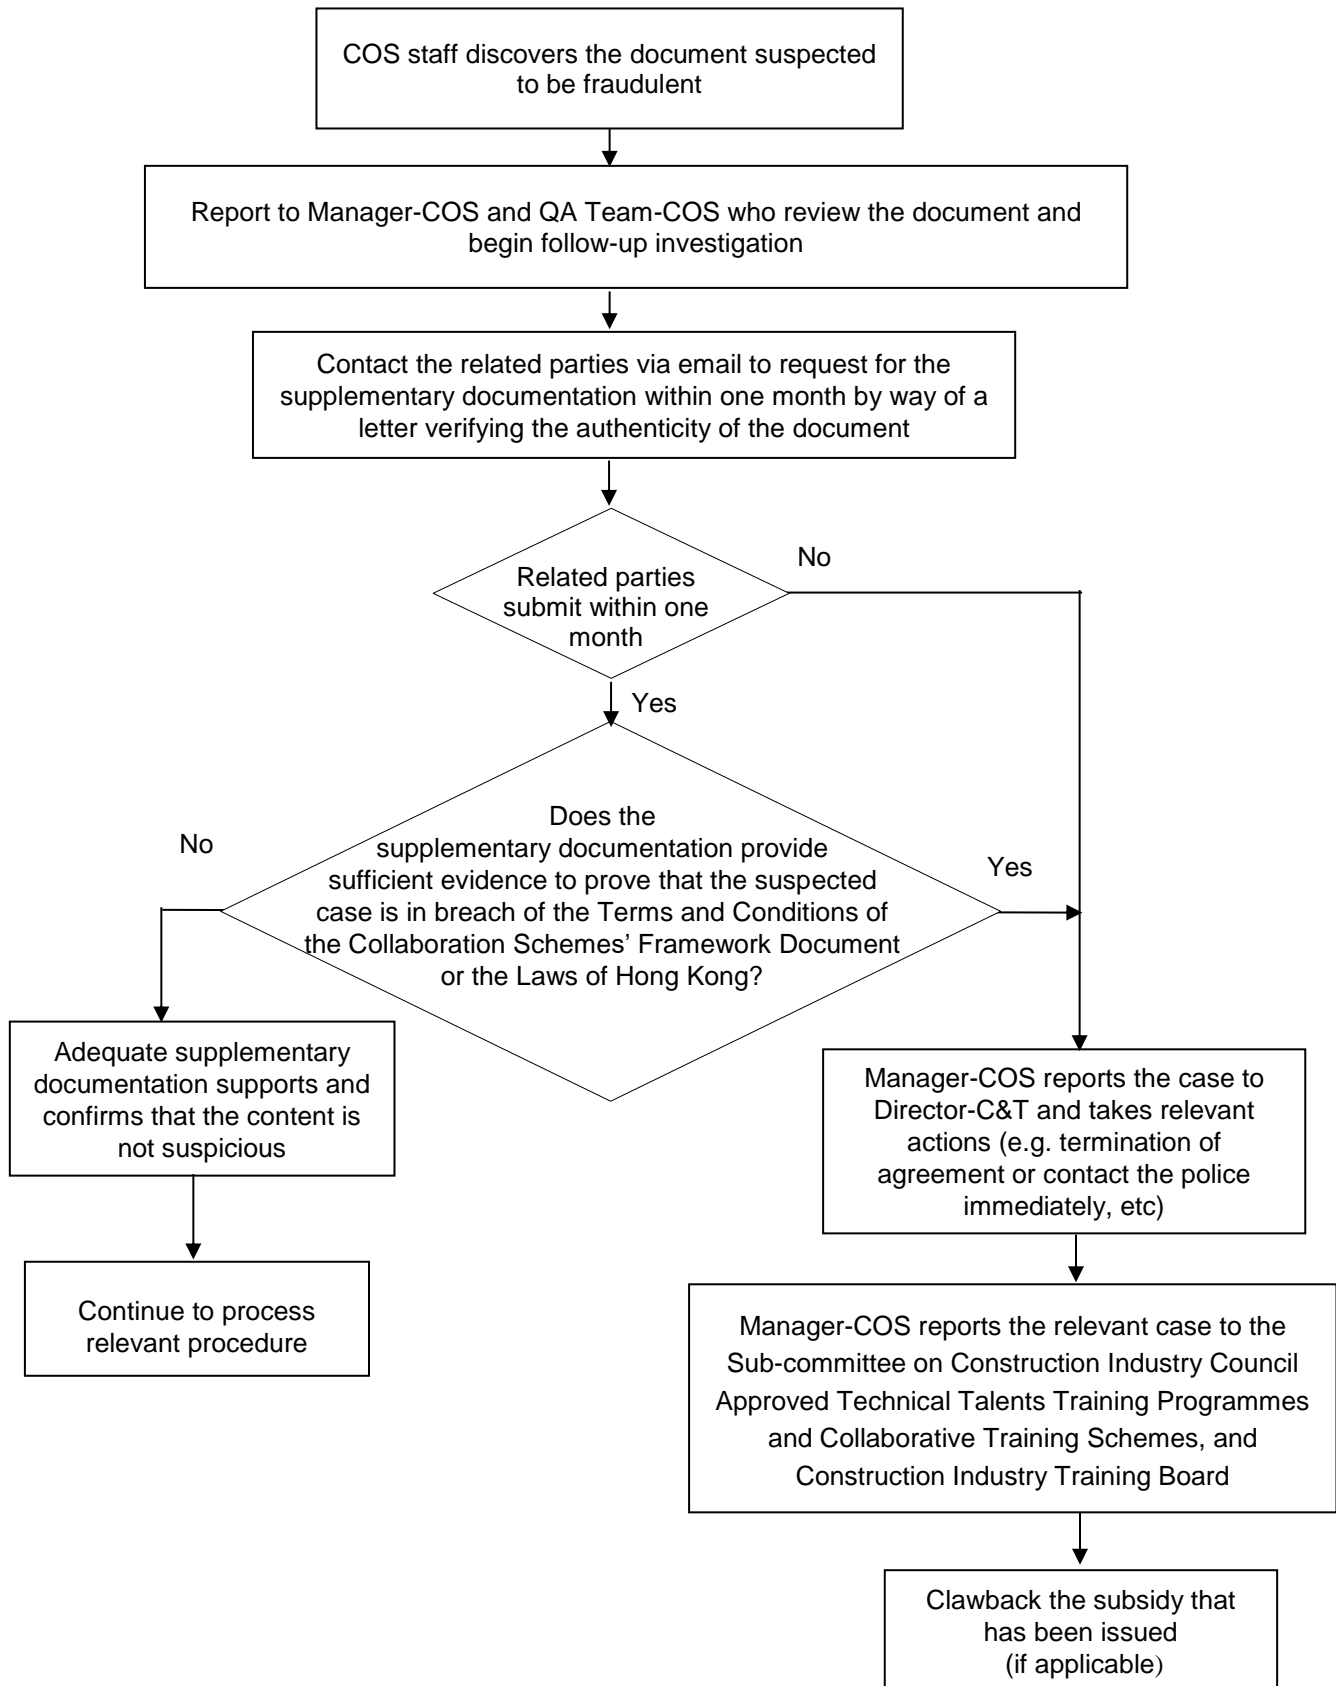 COS staff discovers the document suspected
to be fraudulent
Report to Manager-COS and QA Team-COS who review the document and
begin follow-up investigation
Contact the related parties via email to request for the
supplementary documentation within one month by way of a
letter verifying the authenticity of the document
No
Related parties
submit within one
month
Yes
Does the
supplementary documentation provide
sufficient evidence to prove that the suspected
case is in breach of the Terms and Conditions of
the Collaboration Schemes’ Framework Document
or the Laws of Hong Kong?
No
Yes
Adequate supplementary
documentation supports and
confirms that the content is
not suspicious
Continue to process
relevant procedure
Manager-COS reports the case to
Director-C&T and takes relevant
actions (e.g. termination of
agreement or contact the police
immediately, etc)
Manager-COS reports the relevant case to the
Sub-committee on Construction Industry Council
Approved Technical Talents Training Programmes
and Collaborative Training Schemes, and
Construction Industry Training Board
Clawback the subsidy that
has been issued
(if applicable)